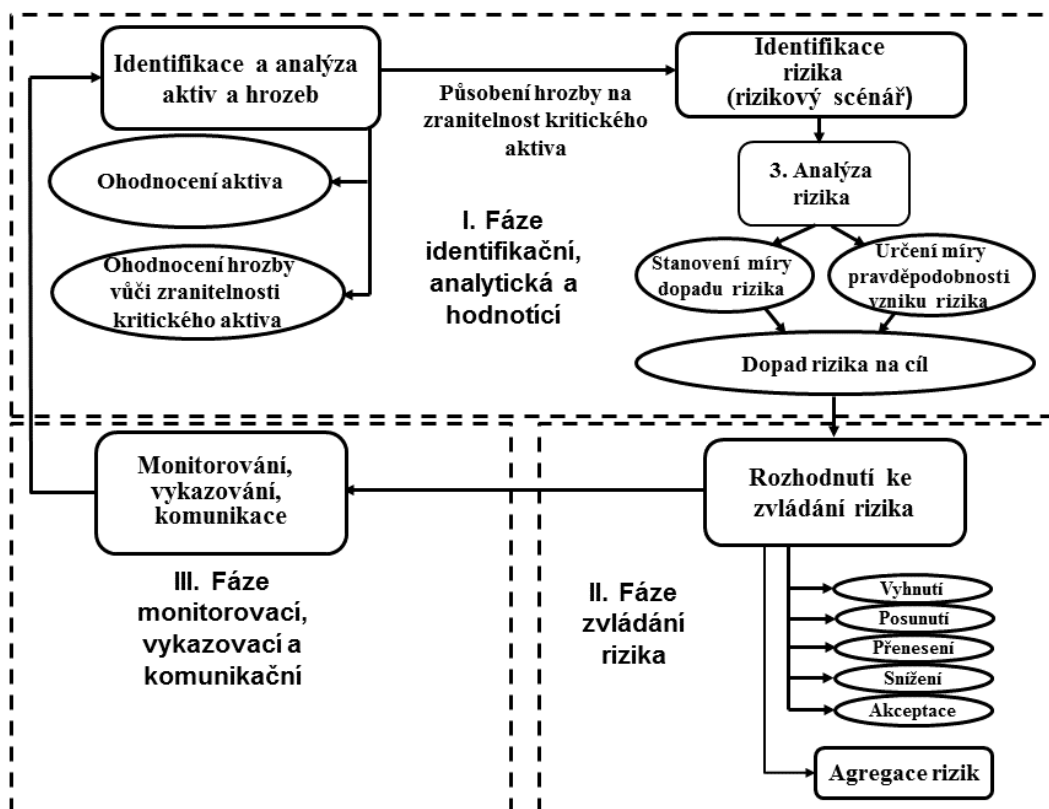 Identifikace a analýza
aktiv a hrozeb
Působení hrozby na
zranitelnost kritického
aktiva
Identifikace
rizika
(rizikový scénář)
Ohodnocení aktiva
Ohodnocení hrozby
vůči zranitelnosti
kritického aktiva
I. Fáze
identifikační,
analytická a
hodnotící
3. Analýza
rizika
Stanovení míry
dopadu rizika
Určení míry
pravděpodobnosti
vzniku rizika
Dopad rizika na cíl
Monitorování,
vykazování,
komunikace
Rozhodnutí ke
zvládání rizika
III. Fáze
monitorovací,
vykazovací a
komunikační
II. Fáze
zvládání
rizika
Vyhnutí
Posunutí
Přenesení
Snížení
Akceptace
Agregace rizik